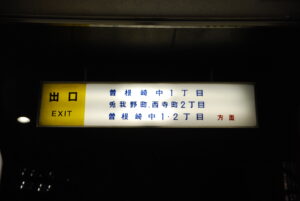 出口
EXIT
曽根崎中1丁目
兎我野町、西寺町2丁目
曽根崎中1・2丁目 方面